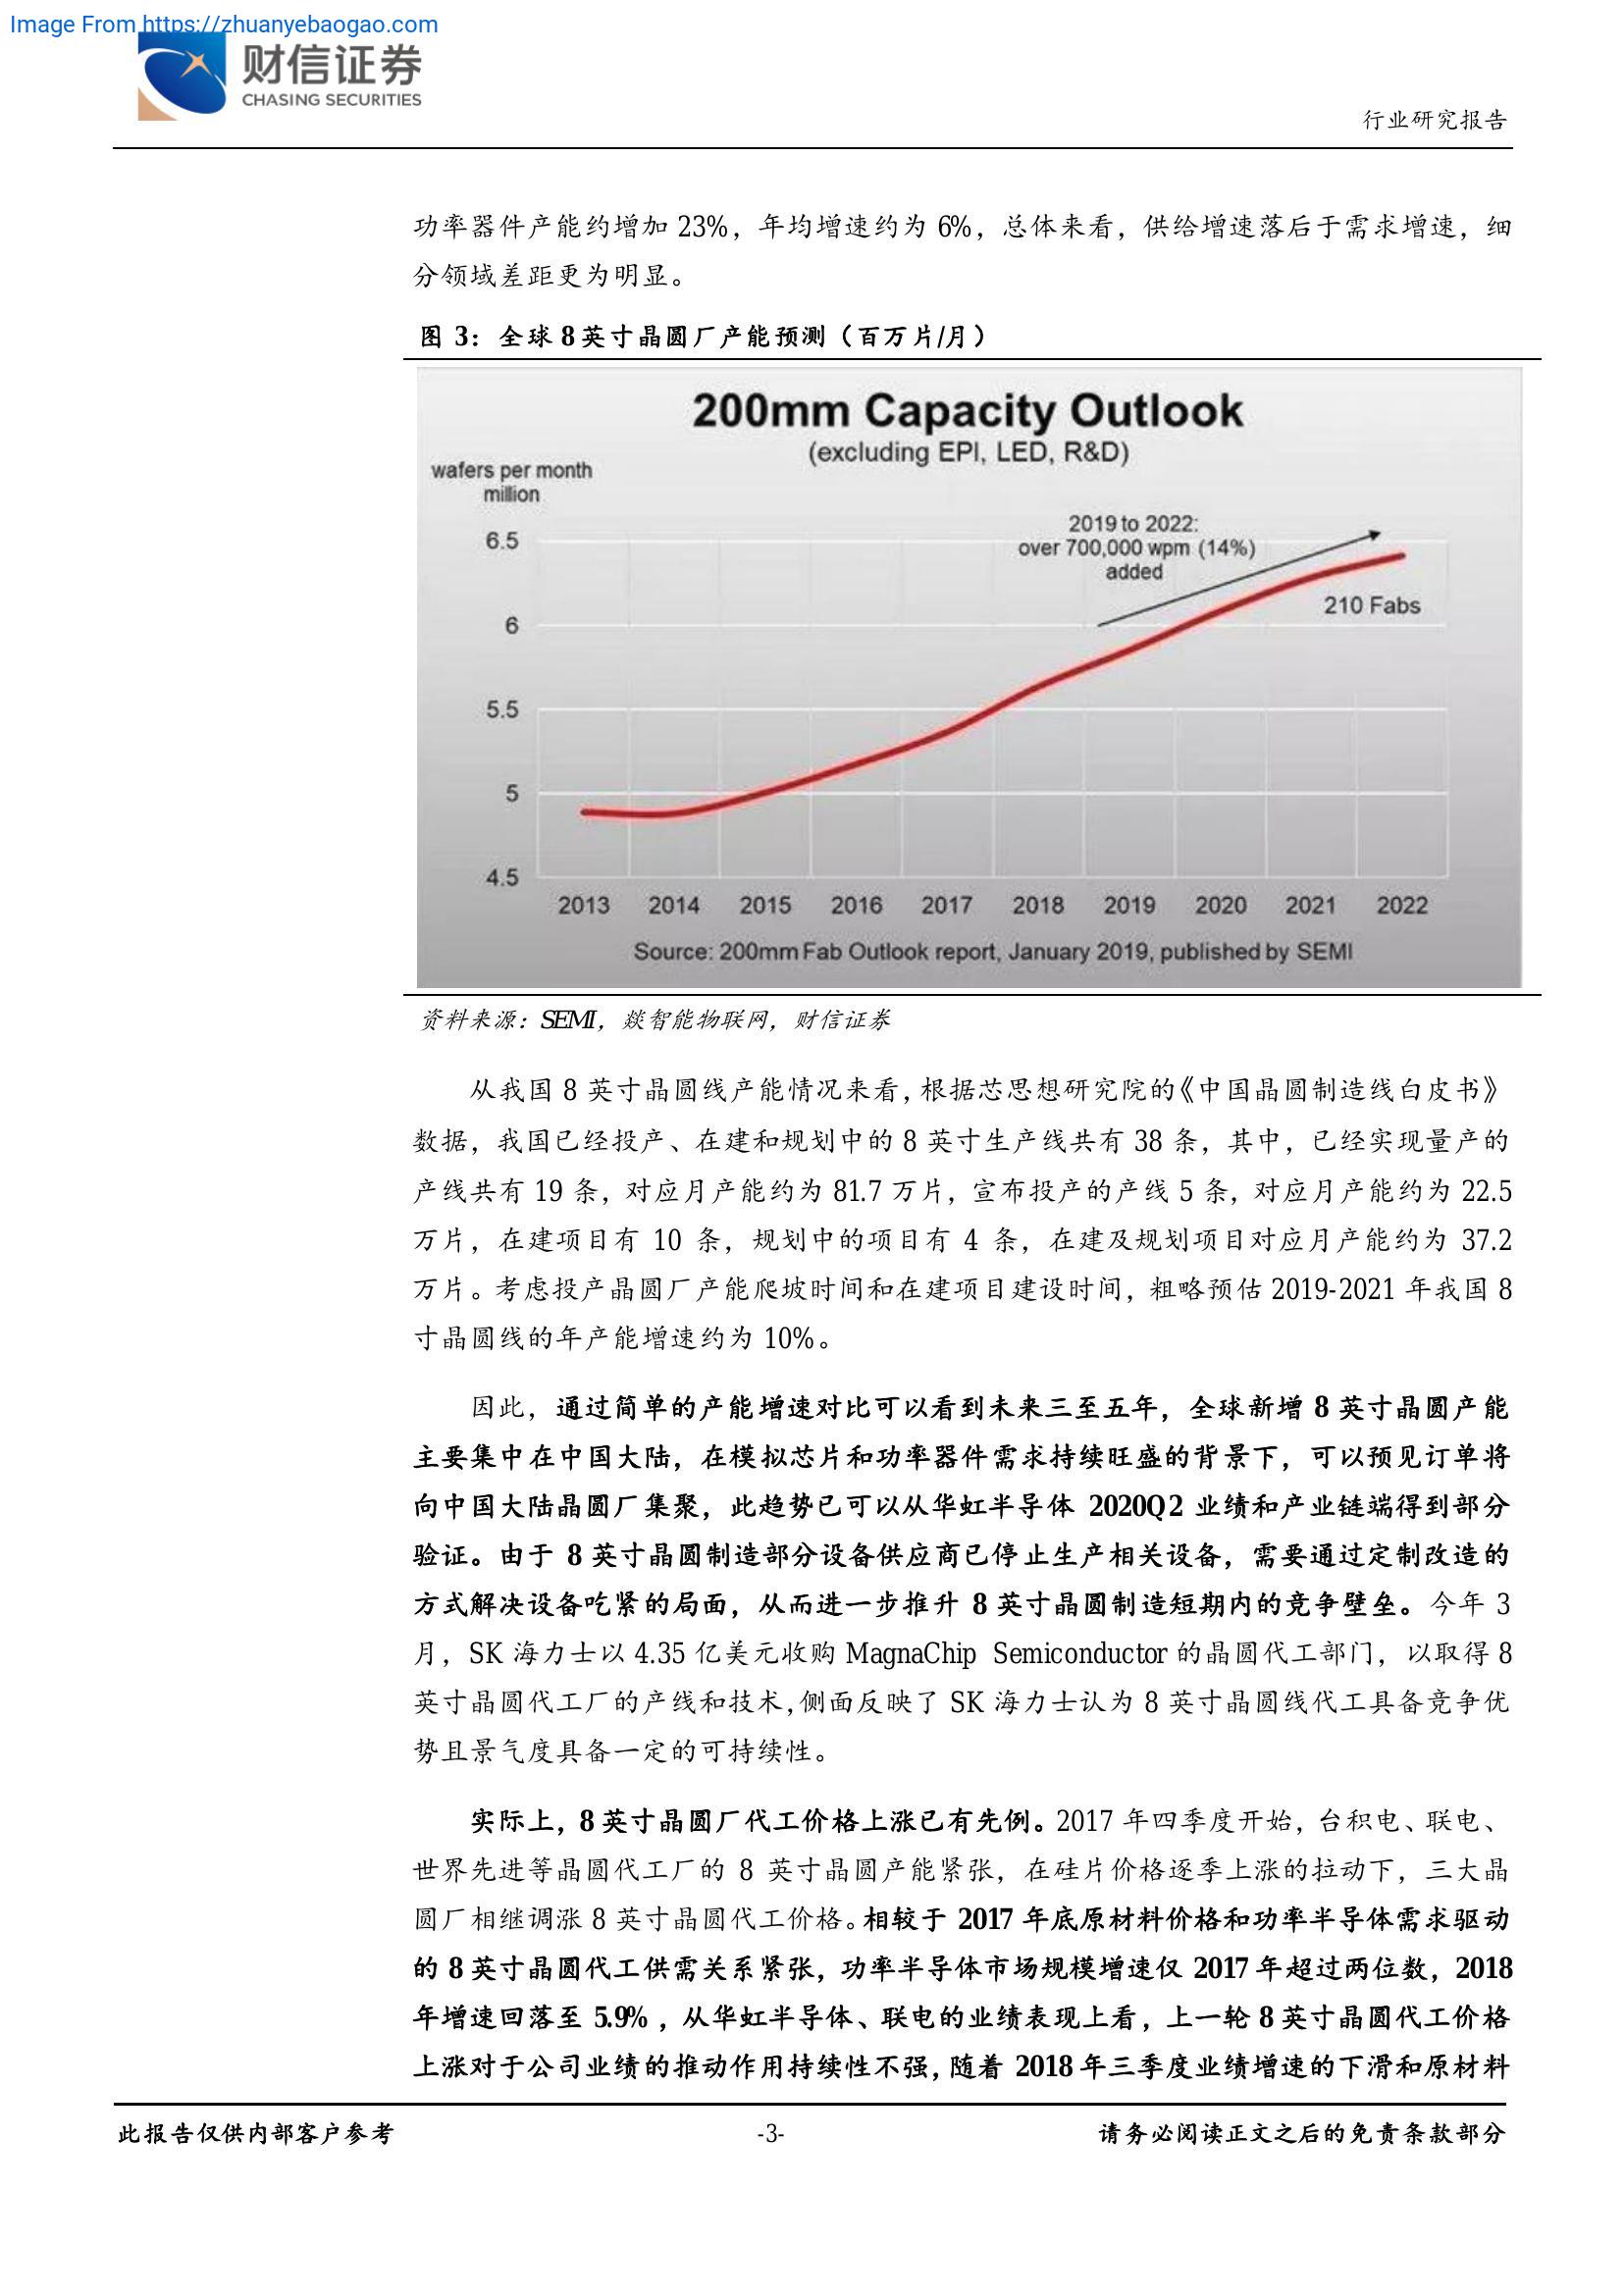 Image From https://zhuanyebaogao.com
财信证券
CHASING SECURITIES
行业研究报告
功率器件产能约增加 23%，年均增速约为 6%，总体来看，供给增速落后于需求增速，细
分领域差距更为明显。
图 3：全球 8 英寸晶圆厂产能预测（百万片/月）
200mm Capacity Outlook
(excluding EPI, LED, R&D)
wafers per month
million
2019 to 2022:
over 700,000 wpm (14%)
added
6.5
210 Fabs
6
5.5
5
4.5
2013 2014 2015 2016 2017 2018 2019 2020 2021 2022
Source: 200mm Fab Outlook report, January 2019, published by SEMI
资料来源：SEMI，燚智能物联网，财信证券
从我国 8 英寸晶圆线产能情况来看，根据芯思想研究院的《中国晶圆制造线白皮书》
数据，我国已经投产、在建和规划中的 8 英寸生产线共有 38 条，其中，已经实现量产的
产线共有 19 条，对应月产能约为 81.7 万片，宣布投产的产线 5 条，对应月产能约为 22.5
万片，在建项目有 10 条，规划中的项目有 4 条，在建及规划项目对应月产能约为 37.2
万片。考虑投产晶圆厂产能爬坡时间和在建项目建设时间，粗略预估 2019-2021 年我国 8
寸晶圆线的年产能增速约为 10%。
因此，通过简单的产能增速对比可以看到未来三至五年，全球新增 8 英寸晶圆产能
主要集中在中国大陆，在模拟芯片和功率器件需求持续旺盛的背景下，可以预见订单将
向中国大陆晶圆厂集聚，此趋势已可以从华虹半导体 2020Q2 业绩和产业链端得到部分
验证。由于 8 英寸晶圆制造部分设备供应商已停止生产相关设备，需要通过定制改造的
方式解决设备吃紧的局面，从而进一步推升 8 英寸晶圆制造短期内的竞争壁垒。今年 3
月，SK 海力士以 4.35 亿美元收购 MagnaChip Semiconductor 的晶圆代工部门，以取得 8
英寸晶圆代工厂的产线和技术，侧面反映了 SK 海力士认为 8 英寸晶圆线代工具备竞争优
势且景气度具备一定的可持续性。
实际上，8 英寸晶圆厂代工价格上涨已有先例。2017 年四季度开始，台积电、联电、
世界先进等晶圆代工厂的 8 英寸晶圆产能紧张，在硅片价格逐季上涨的拉动下，三大晶
圆厂相继调涨 8 英寸晶圆代工价格。相较于 2017 年底原材料价格和功率半导体需求驱动
的 8 英寸晶圆代工供需关系紧张，功率半导体市场规模增速仅 2017 年超过两位数，2018
年增速回落至 5.9%，从华虹半导体、联电的业绩表现上看，上一轮 8 英寸晶圆代工价格
上涨对于公司业绩的推动作用持续性不强，随着 2018 年三季度业绩增速的下滑和原材料
此报告仅供内部客户参考
-3-
请务必阅读正文之后的免责条款部分